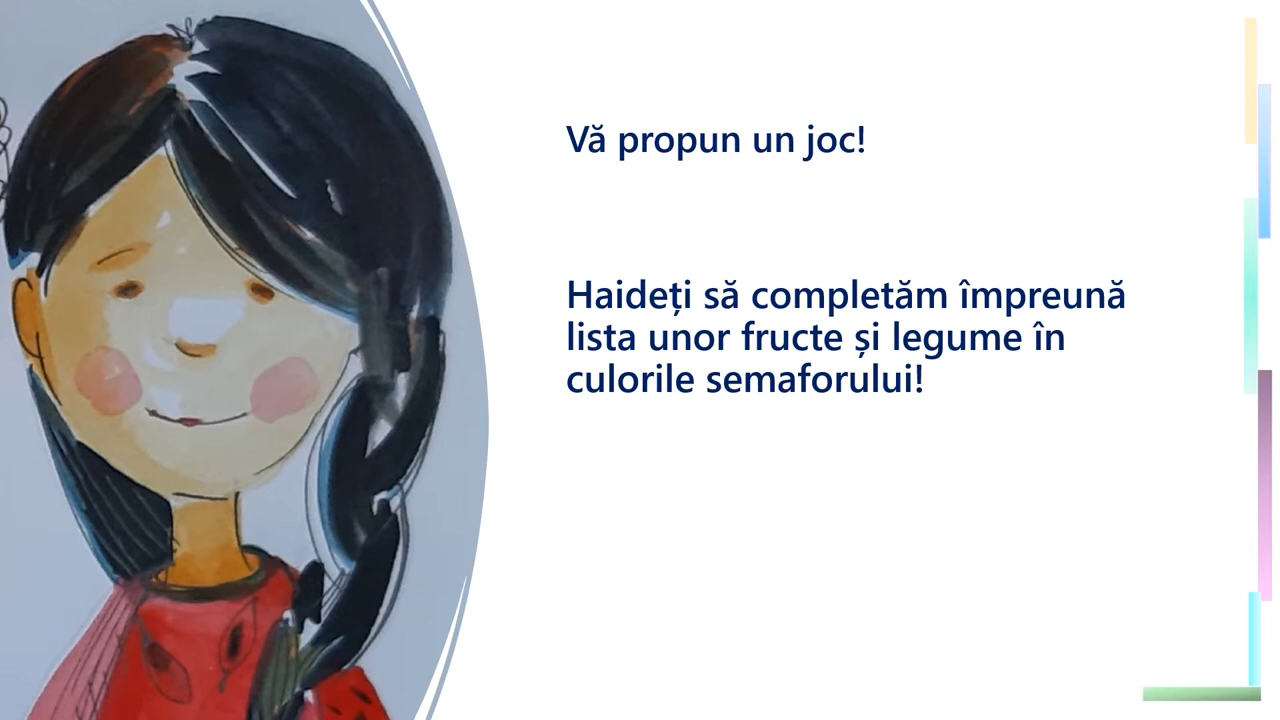 Vă propun un joc!
Haideți să completăm împreună
lista unor fructe și legume în
culorile semaforului!